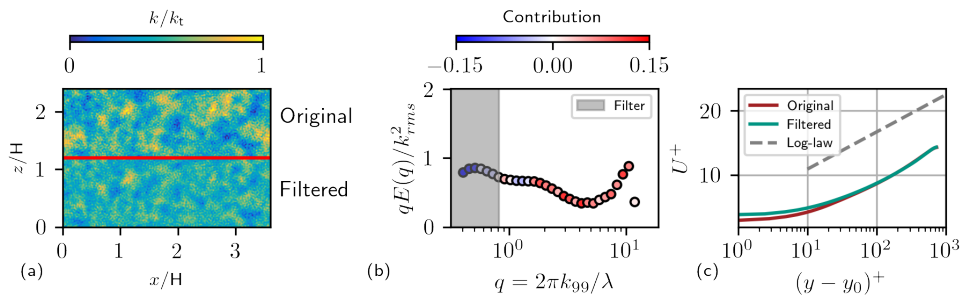 k/k_t
0 1
z/H
2
1
0
Original
Filtered
0 1 2 3
x/H
(a)
Contribution
−0.15 0.00 0.15
qE(q)/k²_rms
2
1
0
Filter
10⁰ 10¹
q = 2πk₉₉/λ
(b)
U⁺
20
10
Original
Filtered
Log-law
10⁰ 10¹ 10² 10³
(y − y₀)⁺
(c)